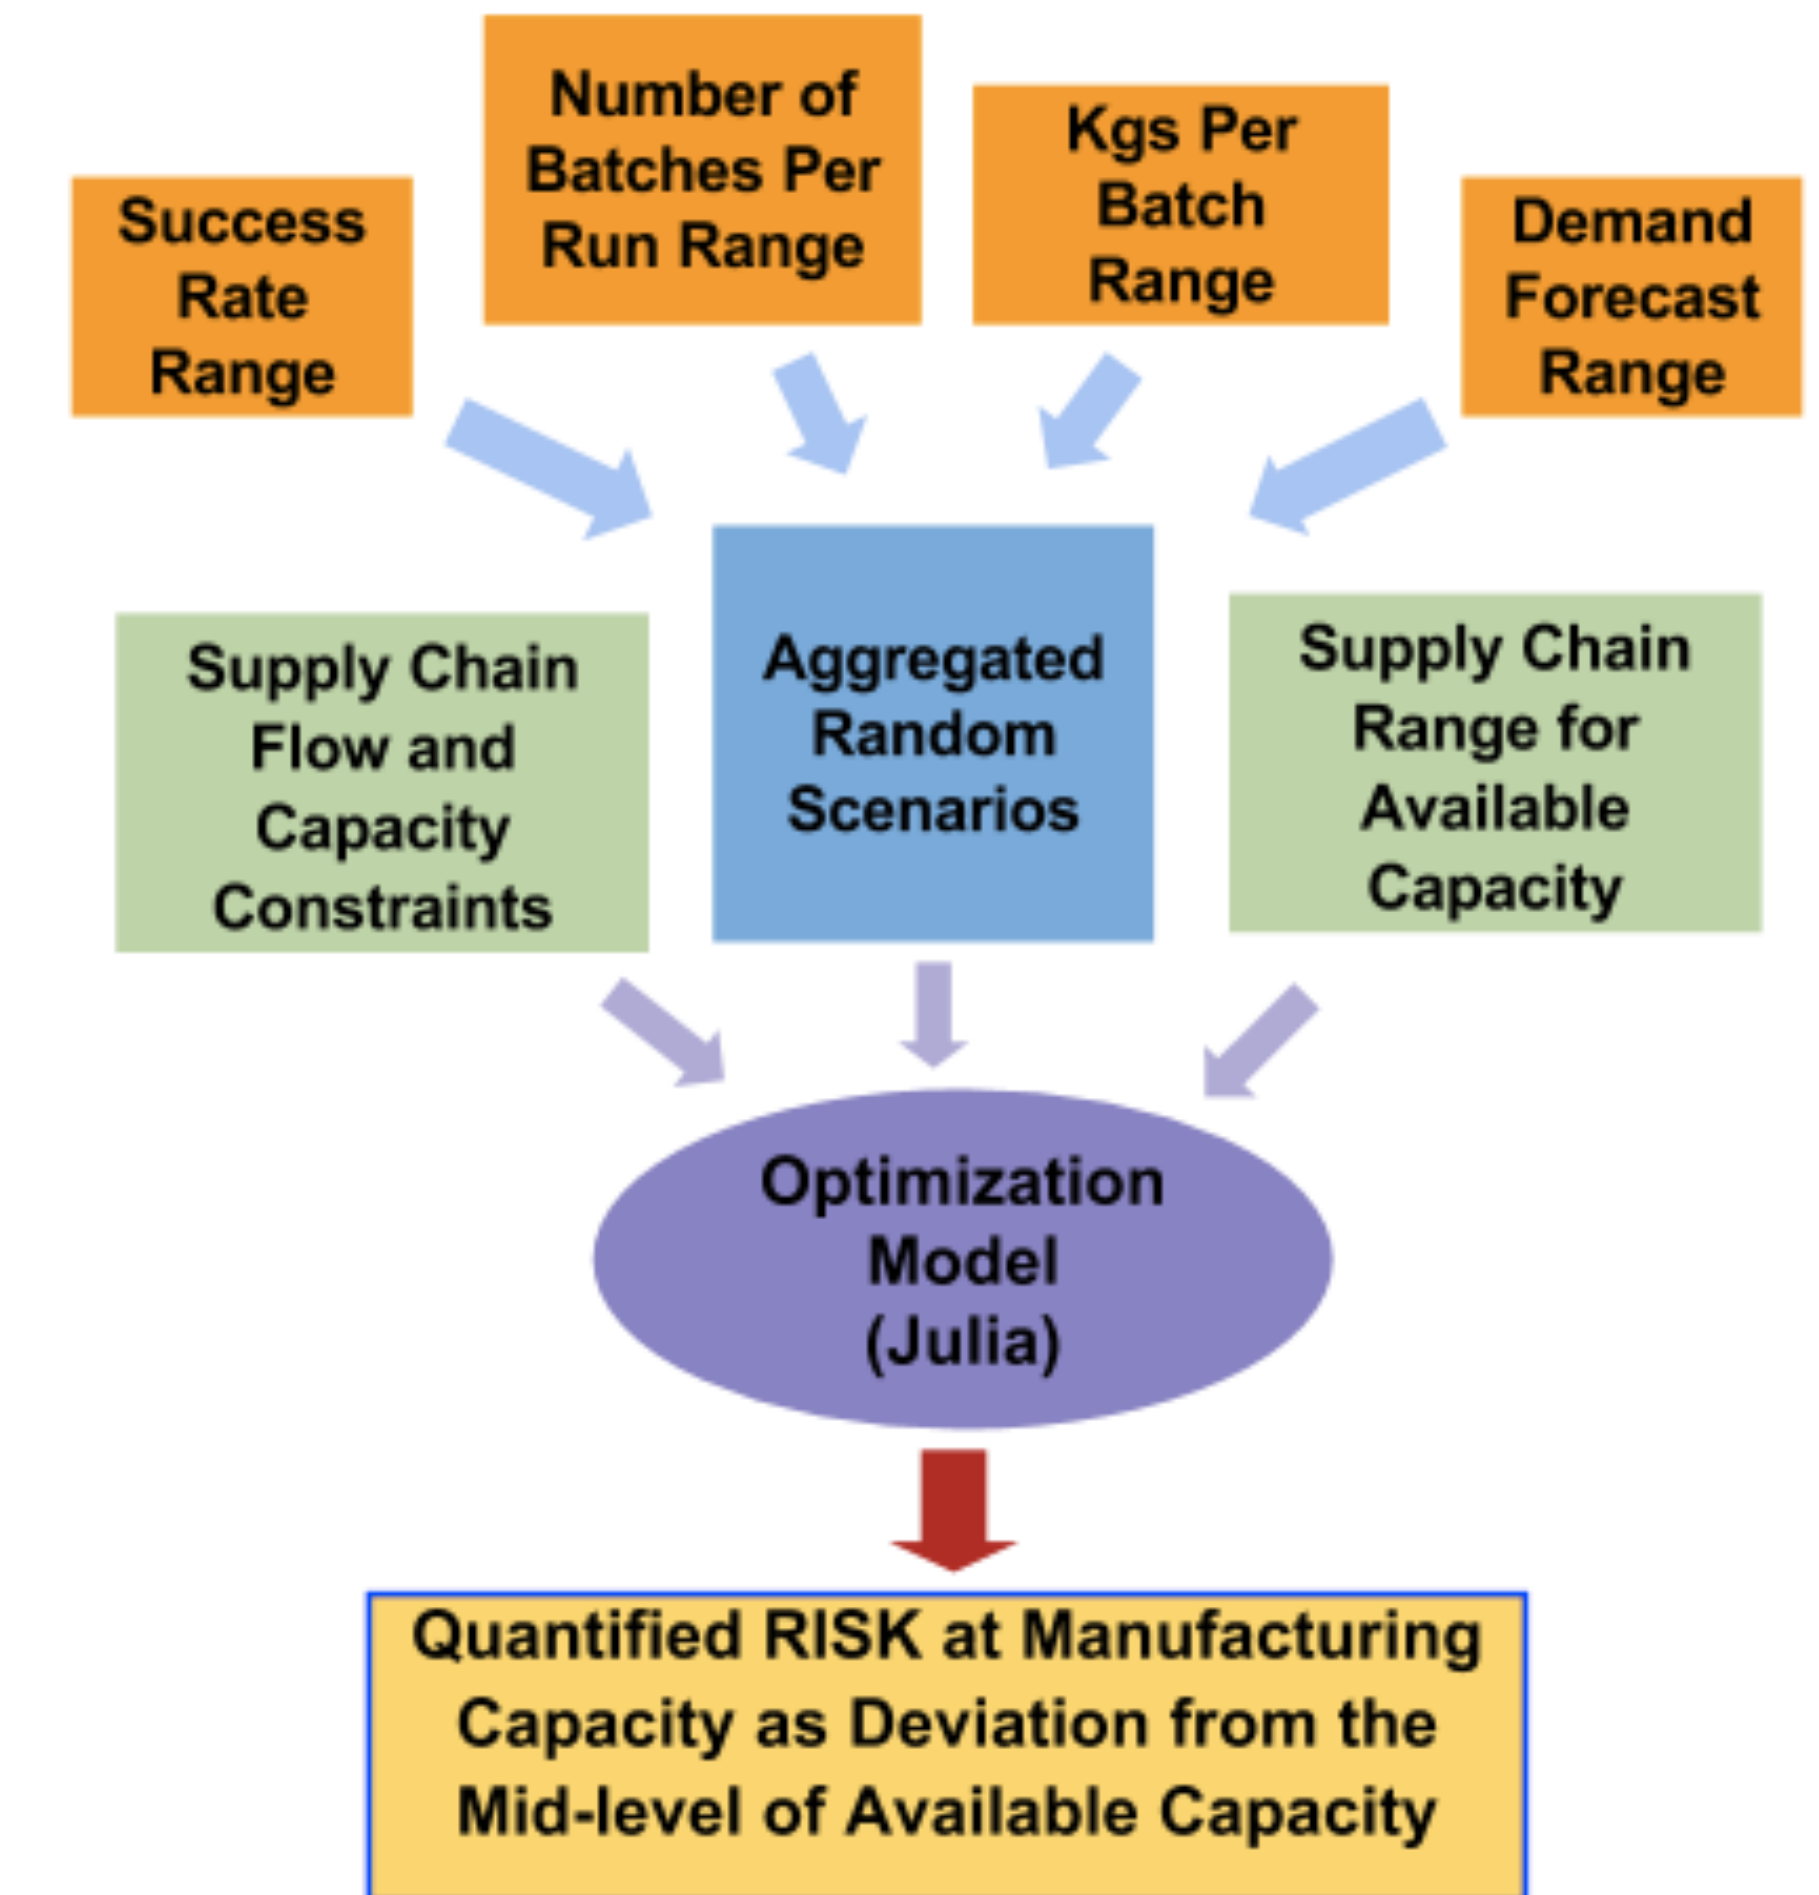 Number of
Batches Per
Run Range
Kgs Per
Batch
Range
Success
Rate
Range
Demand
Forecast
Range
Supply Chain
Flow and
Capacity
Constraints
Aggregated
Random
Scenarios
Supply Chain
Range for
Available
Capacity
Optimization
Model
(Julia)
Quantified RISK at Manufacturing
Capacity as Deviation from the
Mid-level of Available Capacity